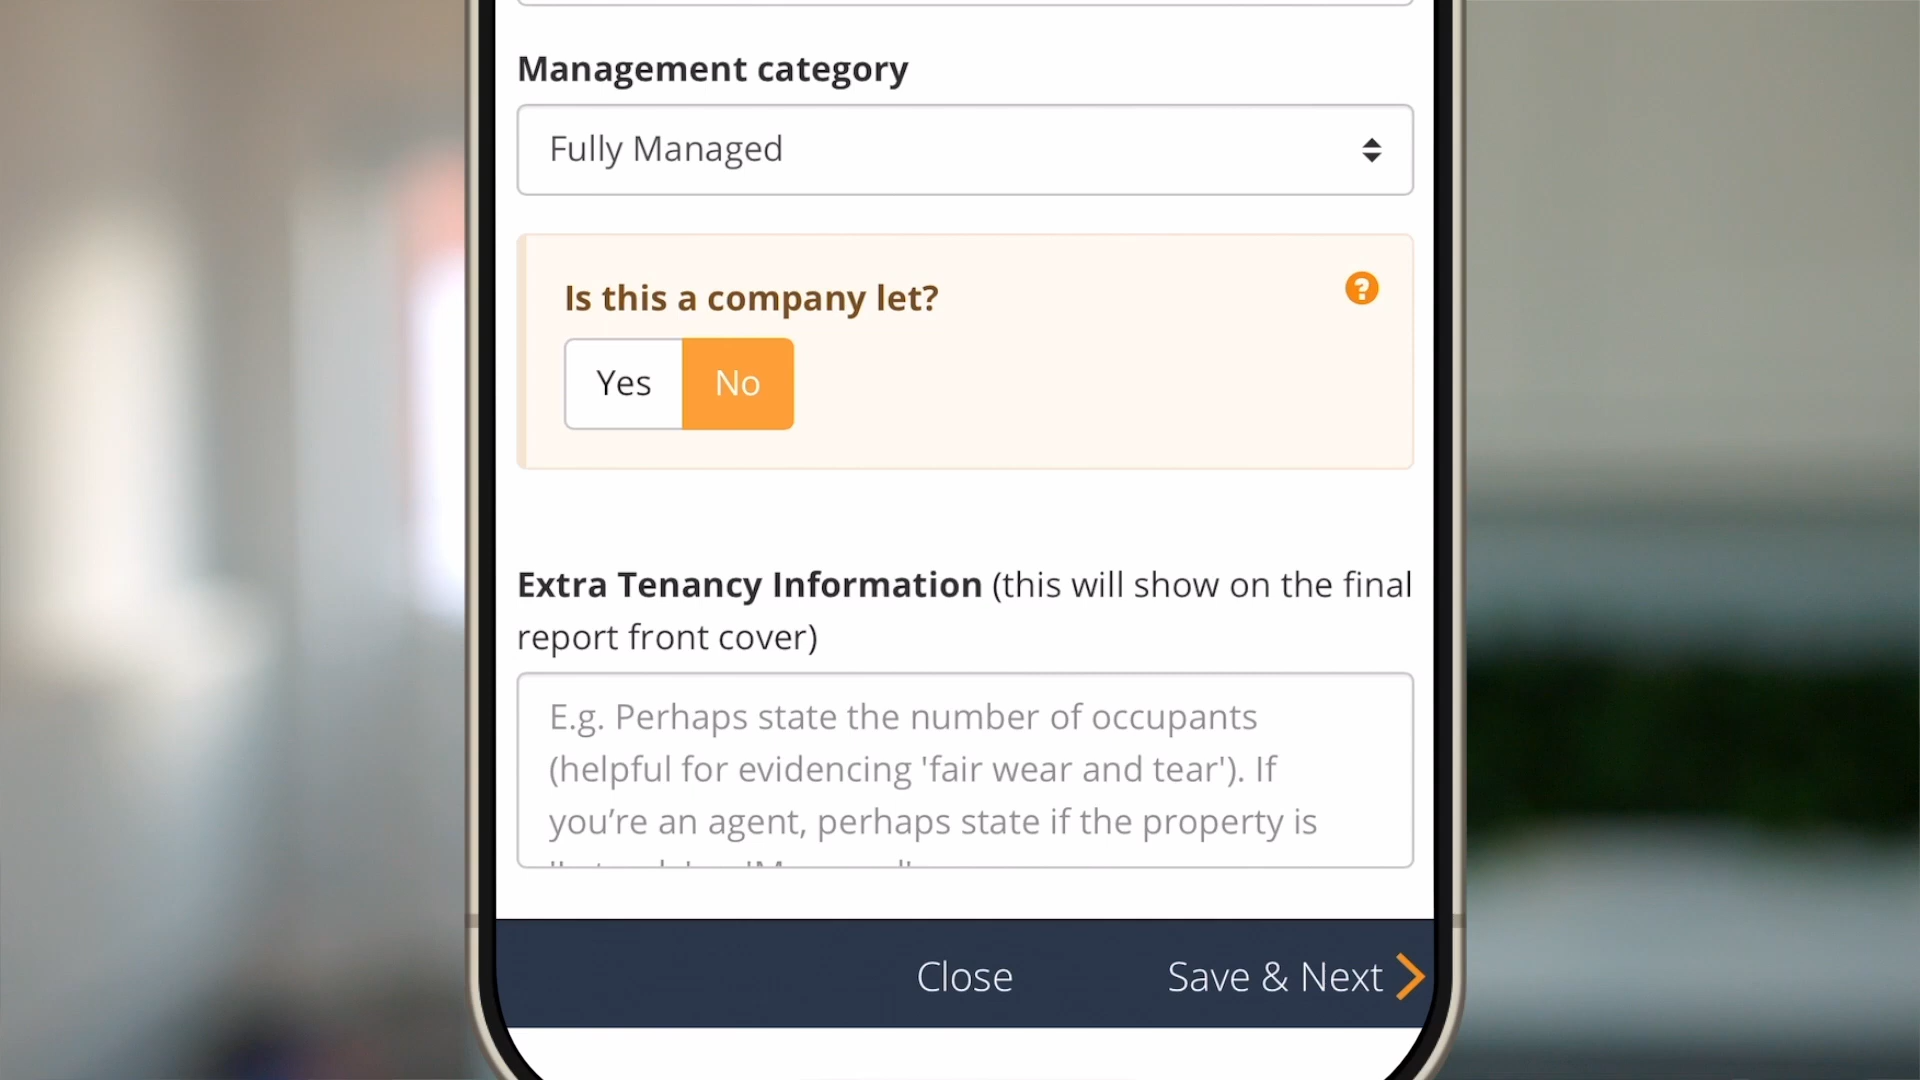 Management category
Fully Managed
Is this a company let?
?
Yes No
Extra Tenancy Information (this will show on the final
report front cover)
E.g. Perhaps state the number of occupants
(helpful for evidencing 'fair wear and tear'). If
you’re an agent, perhaps state if the property is
Close Save & Next